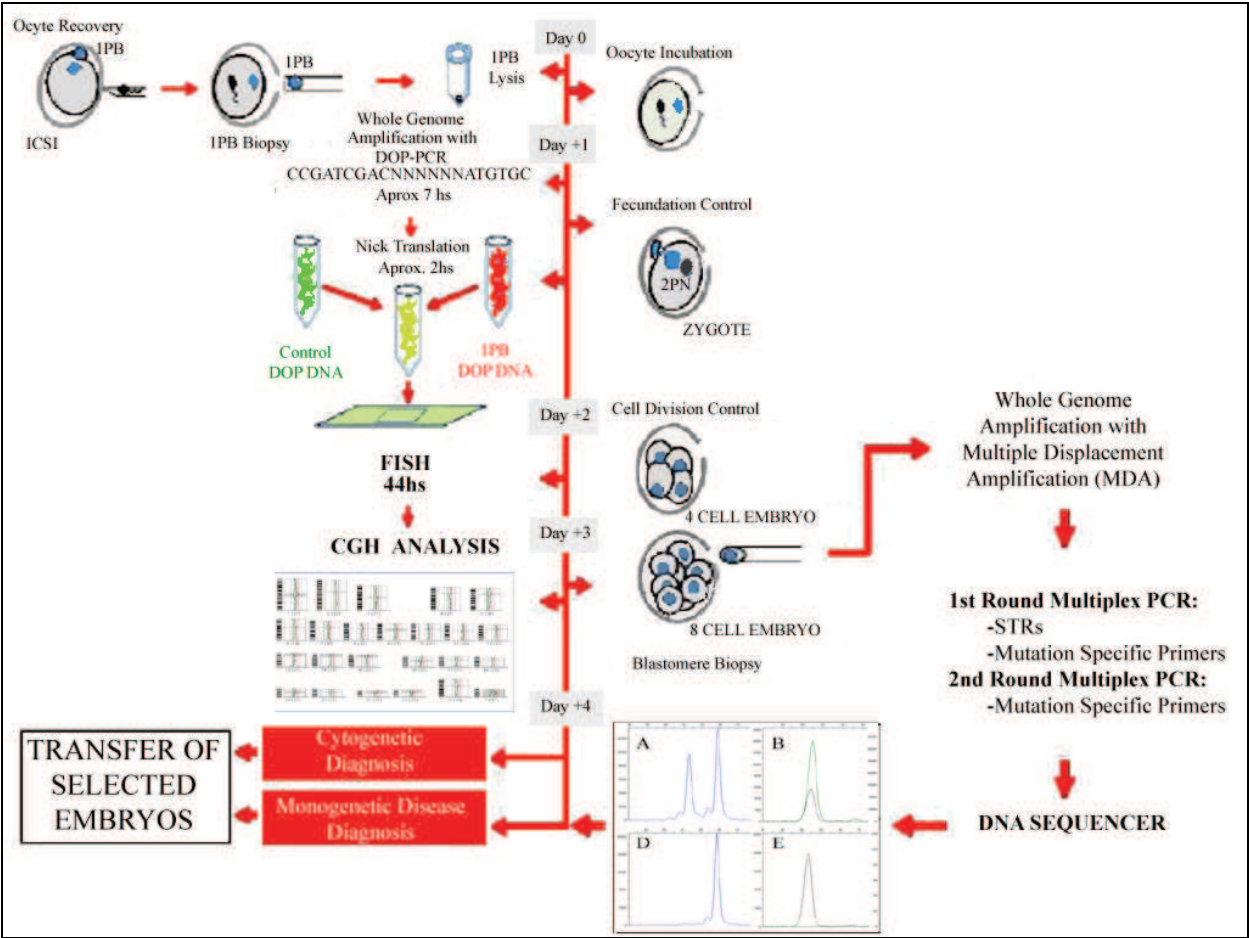 Ocyte Recovery
1PB
ICSI
1PB
1PB Biopsy
1PB
Lysis
Whole Genome
Amplification with
DOP-PCR
CCGATCGACNNNNNNATGTGC
Aprox 7 hs
Nick Translation
Aprox. 2hs
Control
DOP DNA
1PB
DOP DNA
FISH
44hs
CGH ANALYSIS
Day 0
Day +1
Day +2
Day +3
Day +4
Oocyte Incubation
Fecundation Control
2PN
ZYGOTE
Cell Division Control
4 CELL EMBRYO
8 CELL EMBRYO
Blastomere Biopsy
Whole Genome
Amplification with
Multiple Displacement
Amplification (MDA)
1st Round Multiplex PCR:
-STRs
-Mutation Specific Primers
2nd Round Multiplex PCR:
-Mutation Specific Primers
DNA SEQUENCER
A
B
D
E
Cytogenetic
Diagnosis
Monogenetic Disease
Diagnosis
TRANSFER OF
SELECTED
EMBRYOS